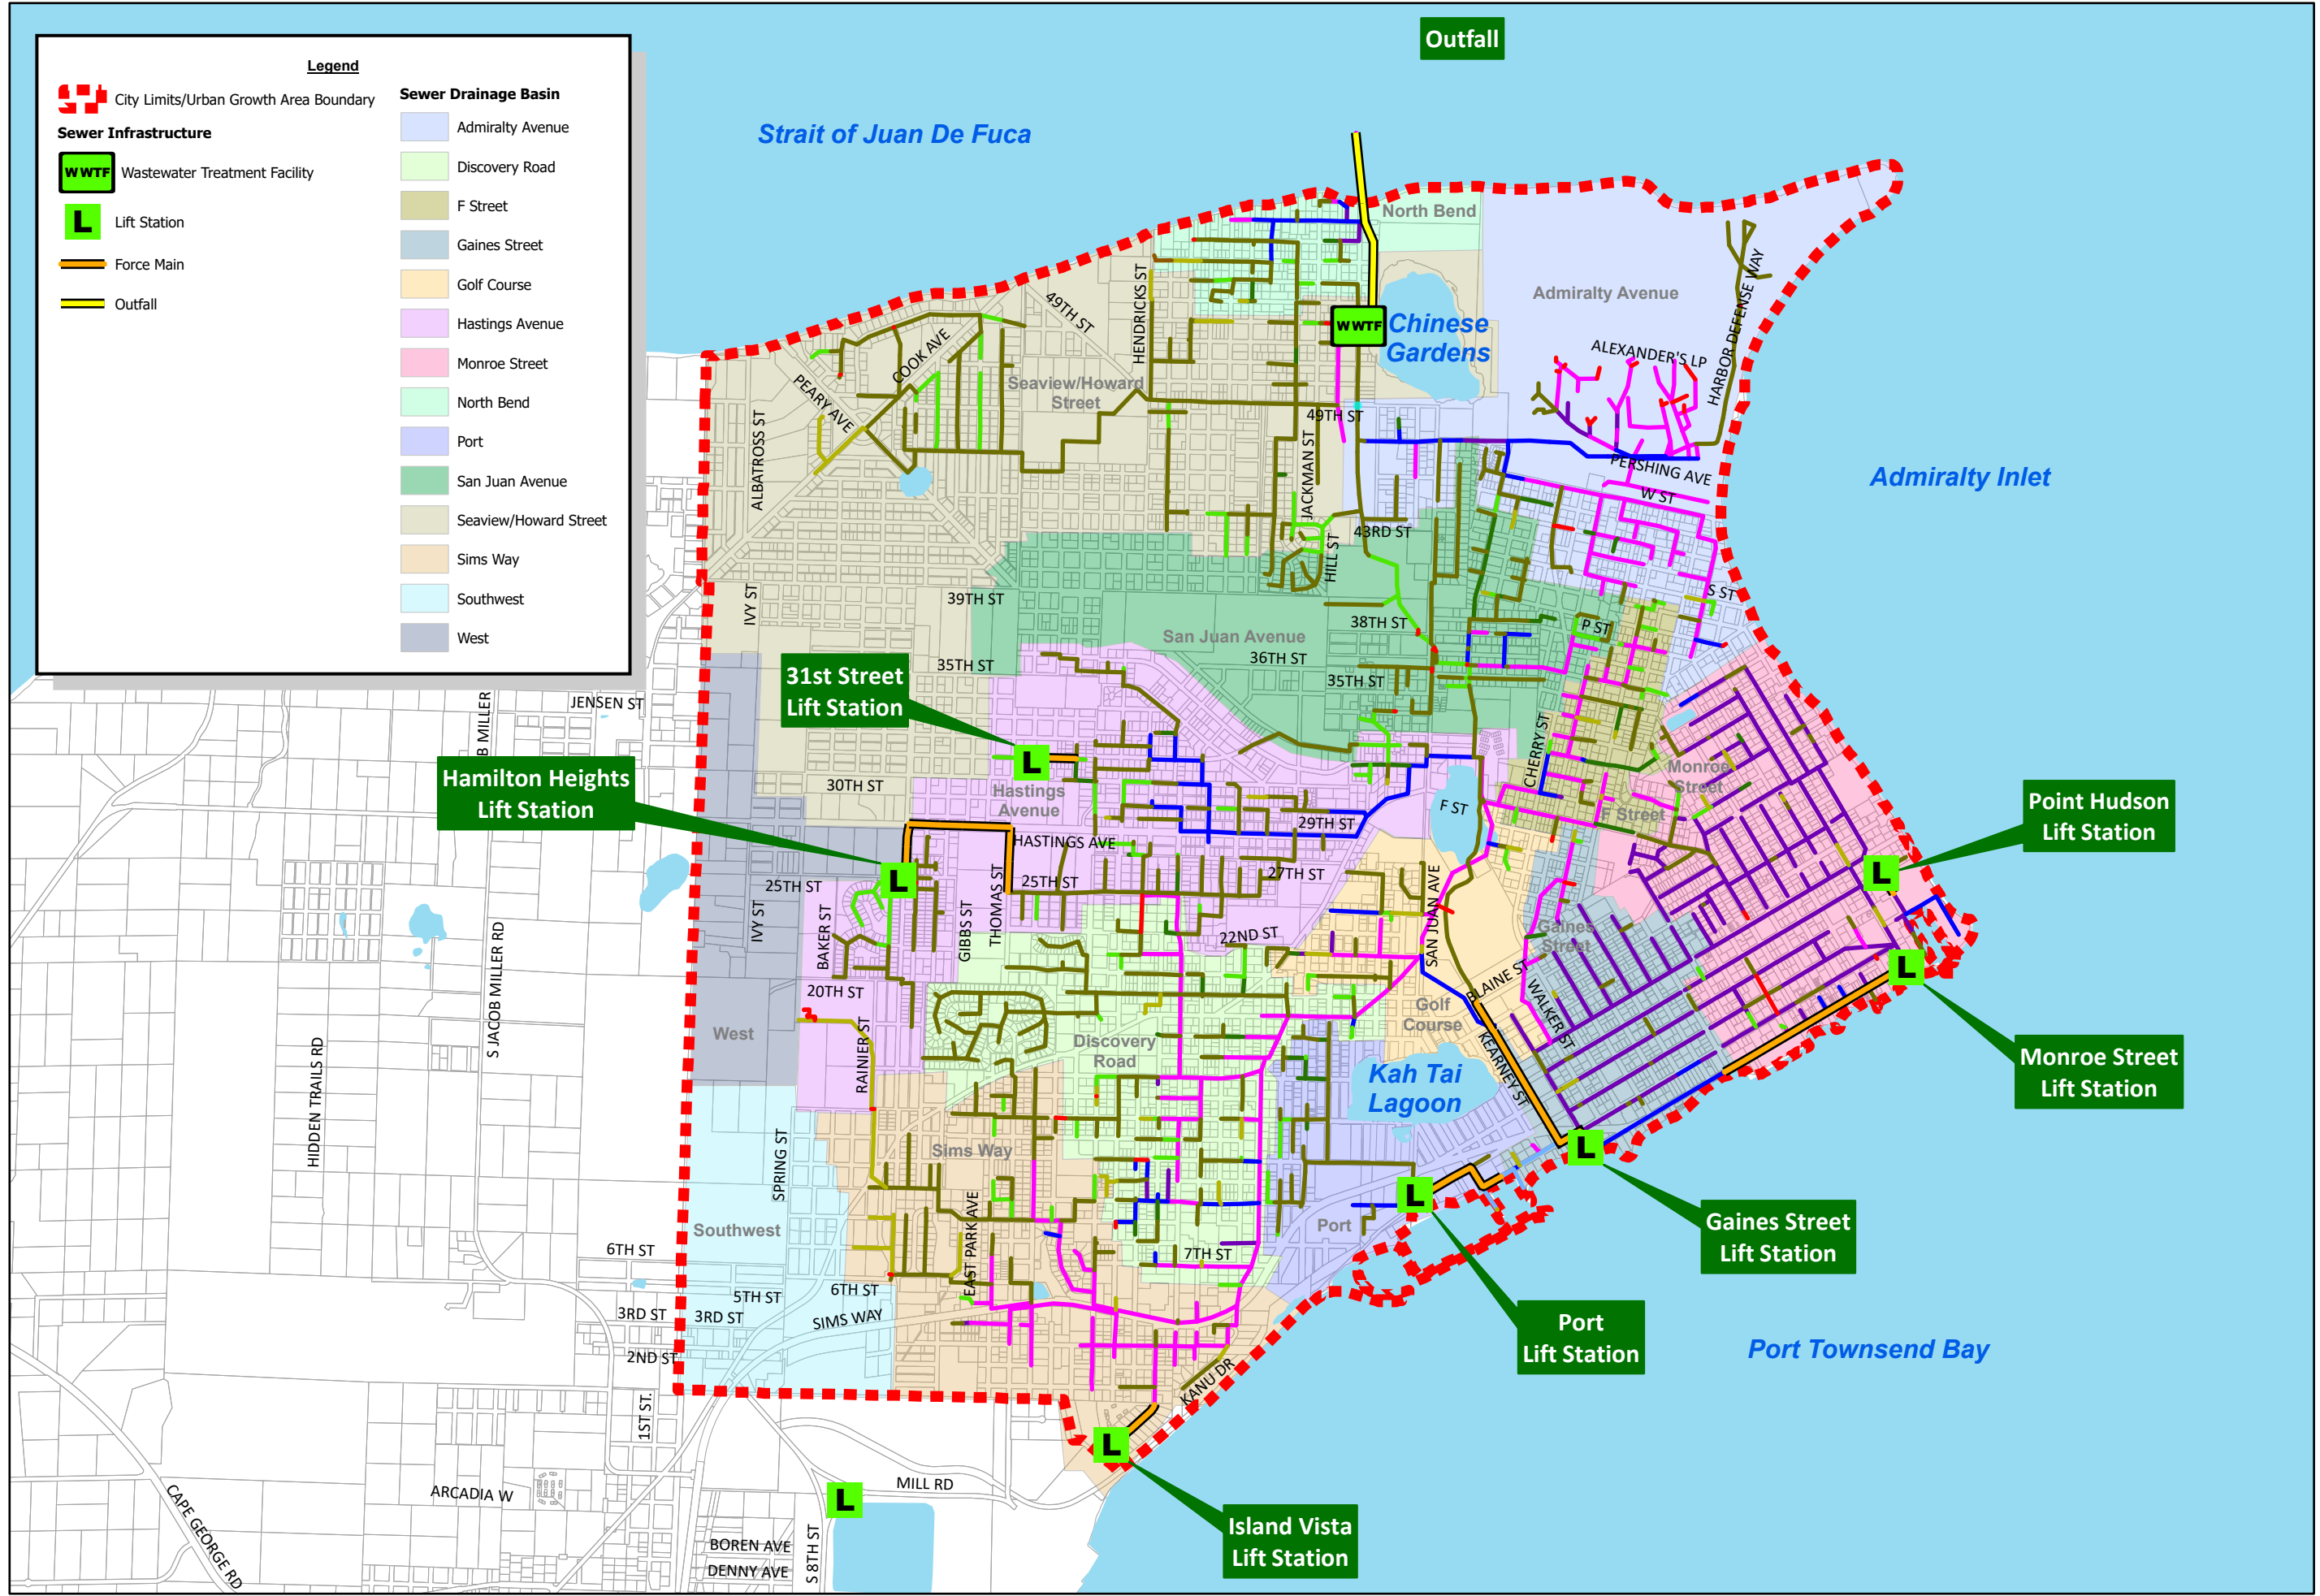 Legend
City Limits/Urban Growth Area Boundary
Sewer Infrastructure
WWTF Wastewater Treatment Facility
L Lift Station
Force Main
Outfall
Sewer Drainage Basin
Admiralty Avenue
Discovery Road
F Street
Gaines Street
Golf Course
Hastings Avenue
Monroe Street
North Bend
Port
San Juan Avenue
Seaview/Howard Street
Sims Way
Southwest
West
Outfall
Strait of Juan De Fuca
North Bend
Admiralty Avenue
HARBOR DEFENSE WAY
Chinese
Gardens
WWTF
ALEXANDER'S LP
49TH ST
HENDRICKS ST
COOK AVE
PEARY AVE
Seaview/Howard
Street
ALBATROSS ST
49TH ST
JACKMAN ST
PERSHING AVE
W ST
Admiralty Inlet
43RD ST
HILL ST
IVY ST
39TH ST
S ST
38TH ST
P ST
San Juan Avenue
36TH ST
35TH ST
35TH ST
31st Street
Lift Station
L
JENSEN ST
B MILLER
CHERRY ST
Hamilton Heights
Lift Station
30TH ST
Hastings
Avenue
Monroe
Street
F ST
F Street
29TH ST
Point Hudson
Lift Station
L
HASTINGS AVE
L
25TH ST
25TH ST
27TH ST
THOMAS ST
GIBBS ST
BAKER ST
IVY ST
SAN JUAN AVE
22ND ST
Gaines
Street
L
BLAINE ST
WALKER ST
20TH ST
S JACOB MILLER RD
HIDDEN TRAILS RD
West
RAINIER ST
Discovery
Road
Golf
Course
KEARNEY ST
Kah Tai
Lagoon
Monroe Street
Lift Station
SPRING ST
Sims Way
L
L
EAST PARK AVE
Southwest
Port
Gaines Street
Lift Station
6TH ST
7TH ST
5TH ST
6TH ST
3RD ST
3RD ST
SIMS WAY
2ND ST
Port
Lift Station
Port Townsend Bay
KANU DR
1ST ST.
L
MILL RD
L
ARCADIA W
CAPE GEORGE RD
Island Vista
Lift Station
BOREN AVE
DENNY AVE
S 8TH ST